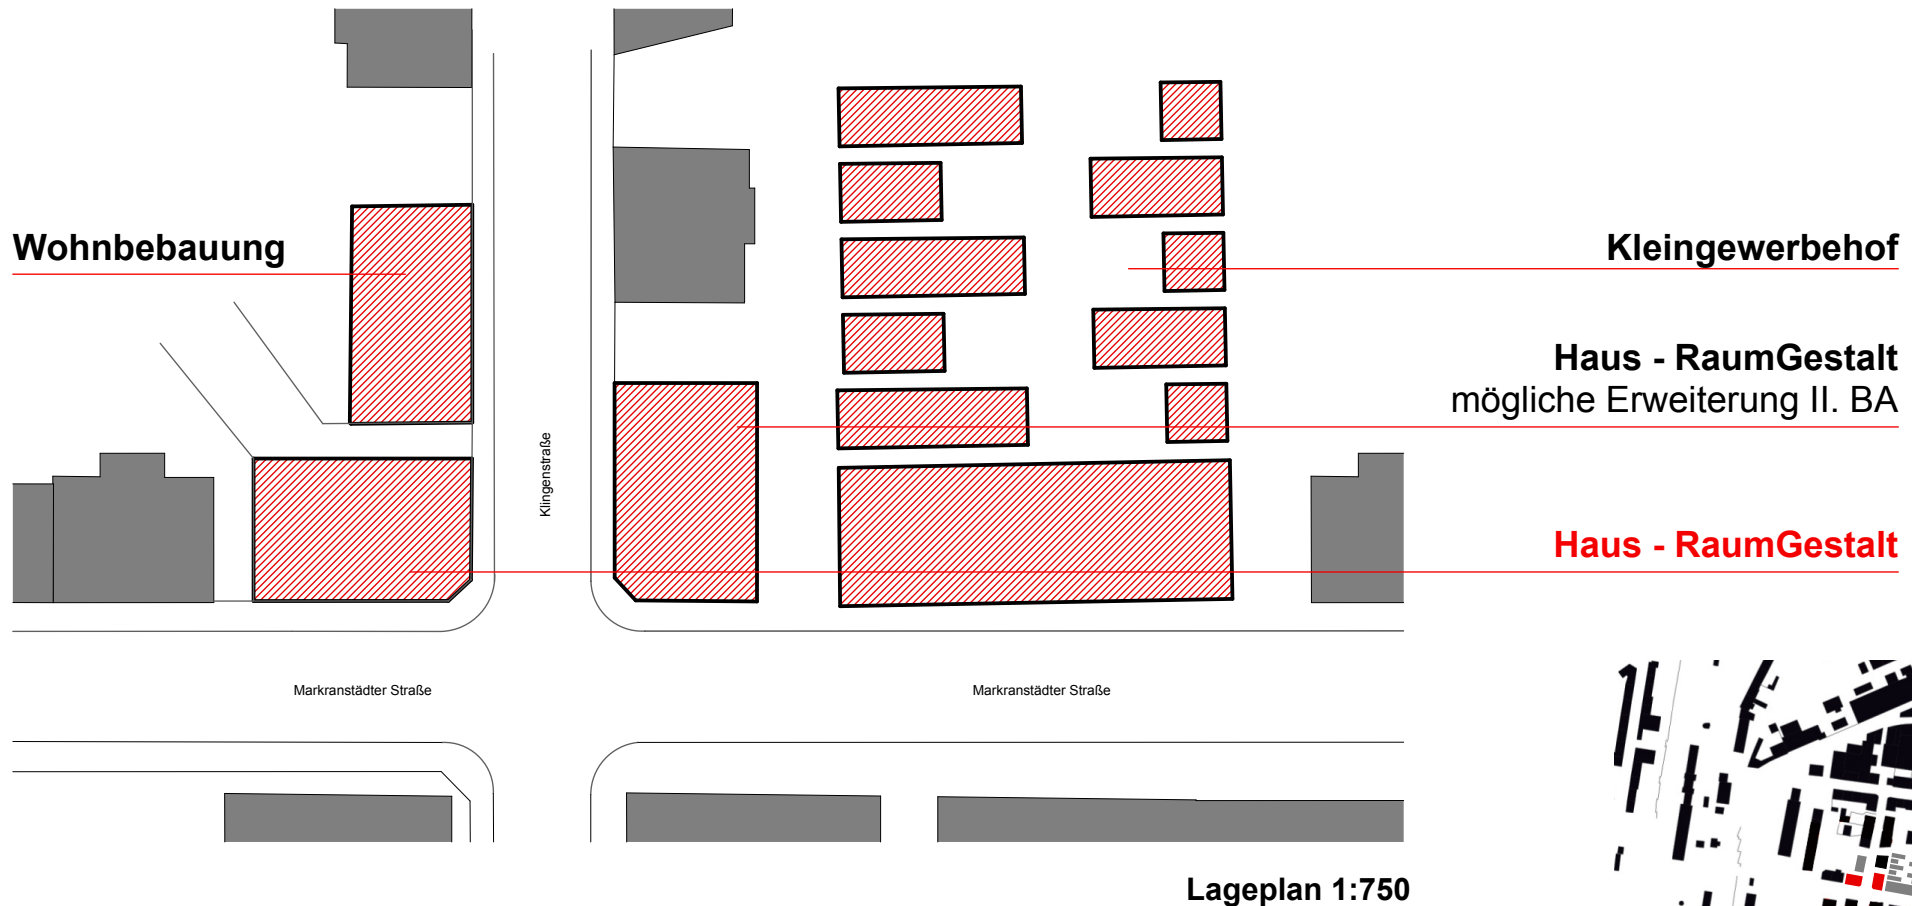 Wohnbebauung
Kleingewerbehof
Haus - RaumGestalt
mögliche Erweiterung II. BA
Klingenstraße
Haus - RaumGestalt
Markranstädter Straße
Markranstädter Straße
Lageplan 1:750